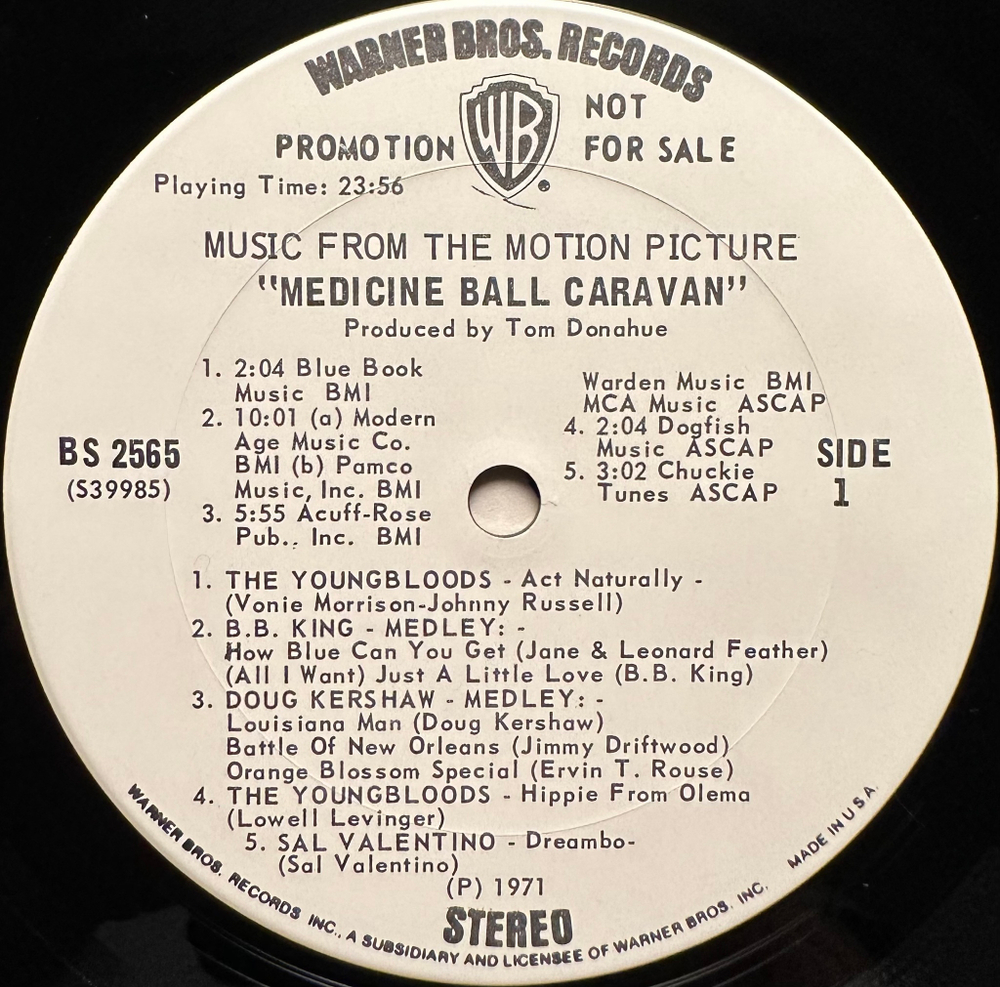 WARNER BROS. RECORDS
PROMOTION WB NOT FOR SALE
Playing Time: 23:56
MUSIC FROM THE MOTION PICTURE
"MEDICINE BALL CARAVAN"
Produced by Tom Donahue
1. 2:04 Blue Book
Music BMI
2. 10:01 (a) Modern
Age Music Co.
BMI (b) Pamco
Music, Inc. BMI
3. 5:55 Acuff-Rose
Pub., Inc. BMI
Warden Music BMI
MCA Music ASCAP
4. 2:04 Dogfish
Music ASCAP
5. 3:02 Chuckie
Tunes ASCAP
BS 2565
(S39985)
SIDE
1
1. THE YOUNGBLOODS - Act Naturally -
(Vonie Morrison-Johnny Russell)
2. B.B. KING - MEDLEY: -
How Blue Can You Get (Jane & Leonard Feather)
(All I Want) Just A Little Love (B.B. King)
3. DOUG KERSHAW - MEDLEY: -
Louisiana Man (Doug Kershaw)
Battle Of New Orleans (Jimmy Driftwood)
Orange Blossom Special (Ervin T. Rouse)
4. THE YOUNGBLOODS - Hippie From Olema
(Lowell Levinger)
5. SAL VALENTINO - Dreambo-
(Sal Valentino)
(P) 1971
STEREO
WARNER BROS. RECORDS INC., A SUBSIDIARY AND LICENSEE OF WARNER BROS. INC. MADE IN U.S.A.